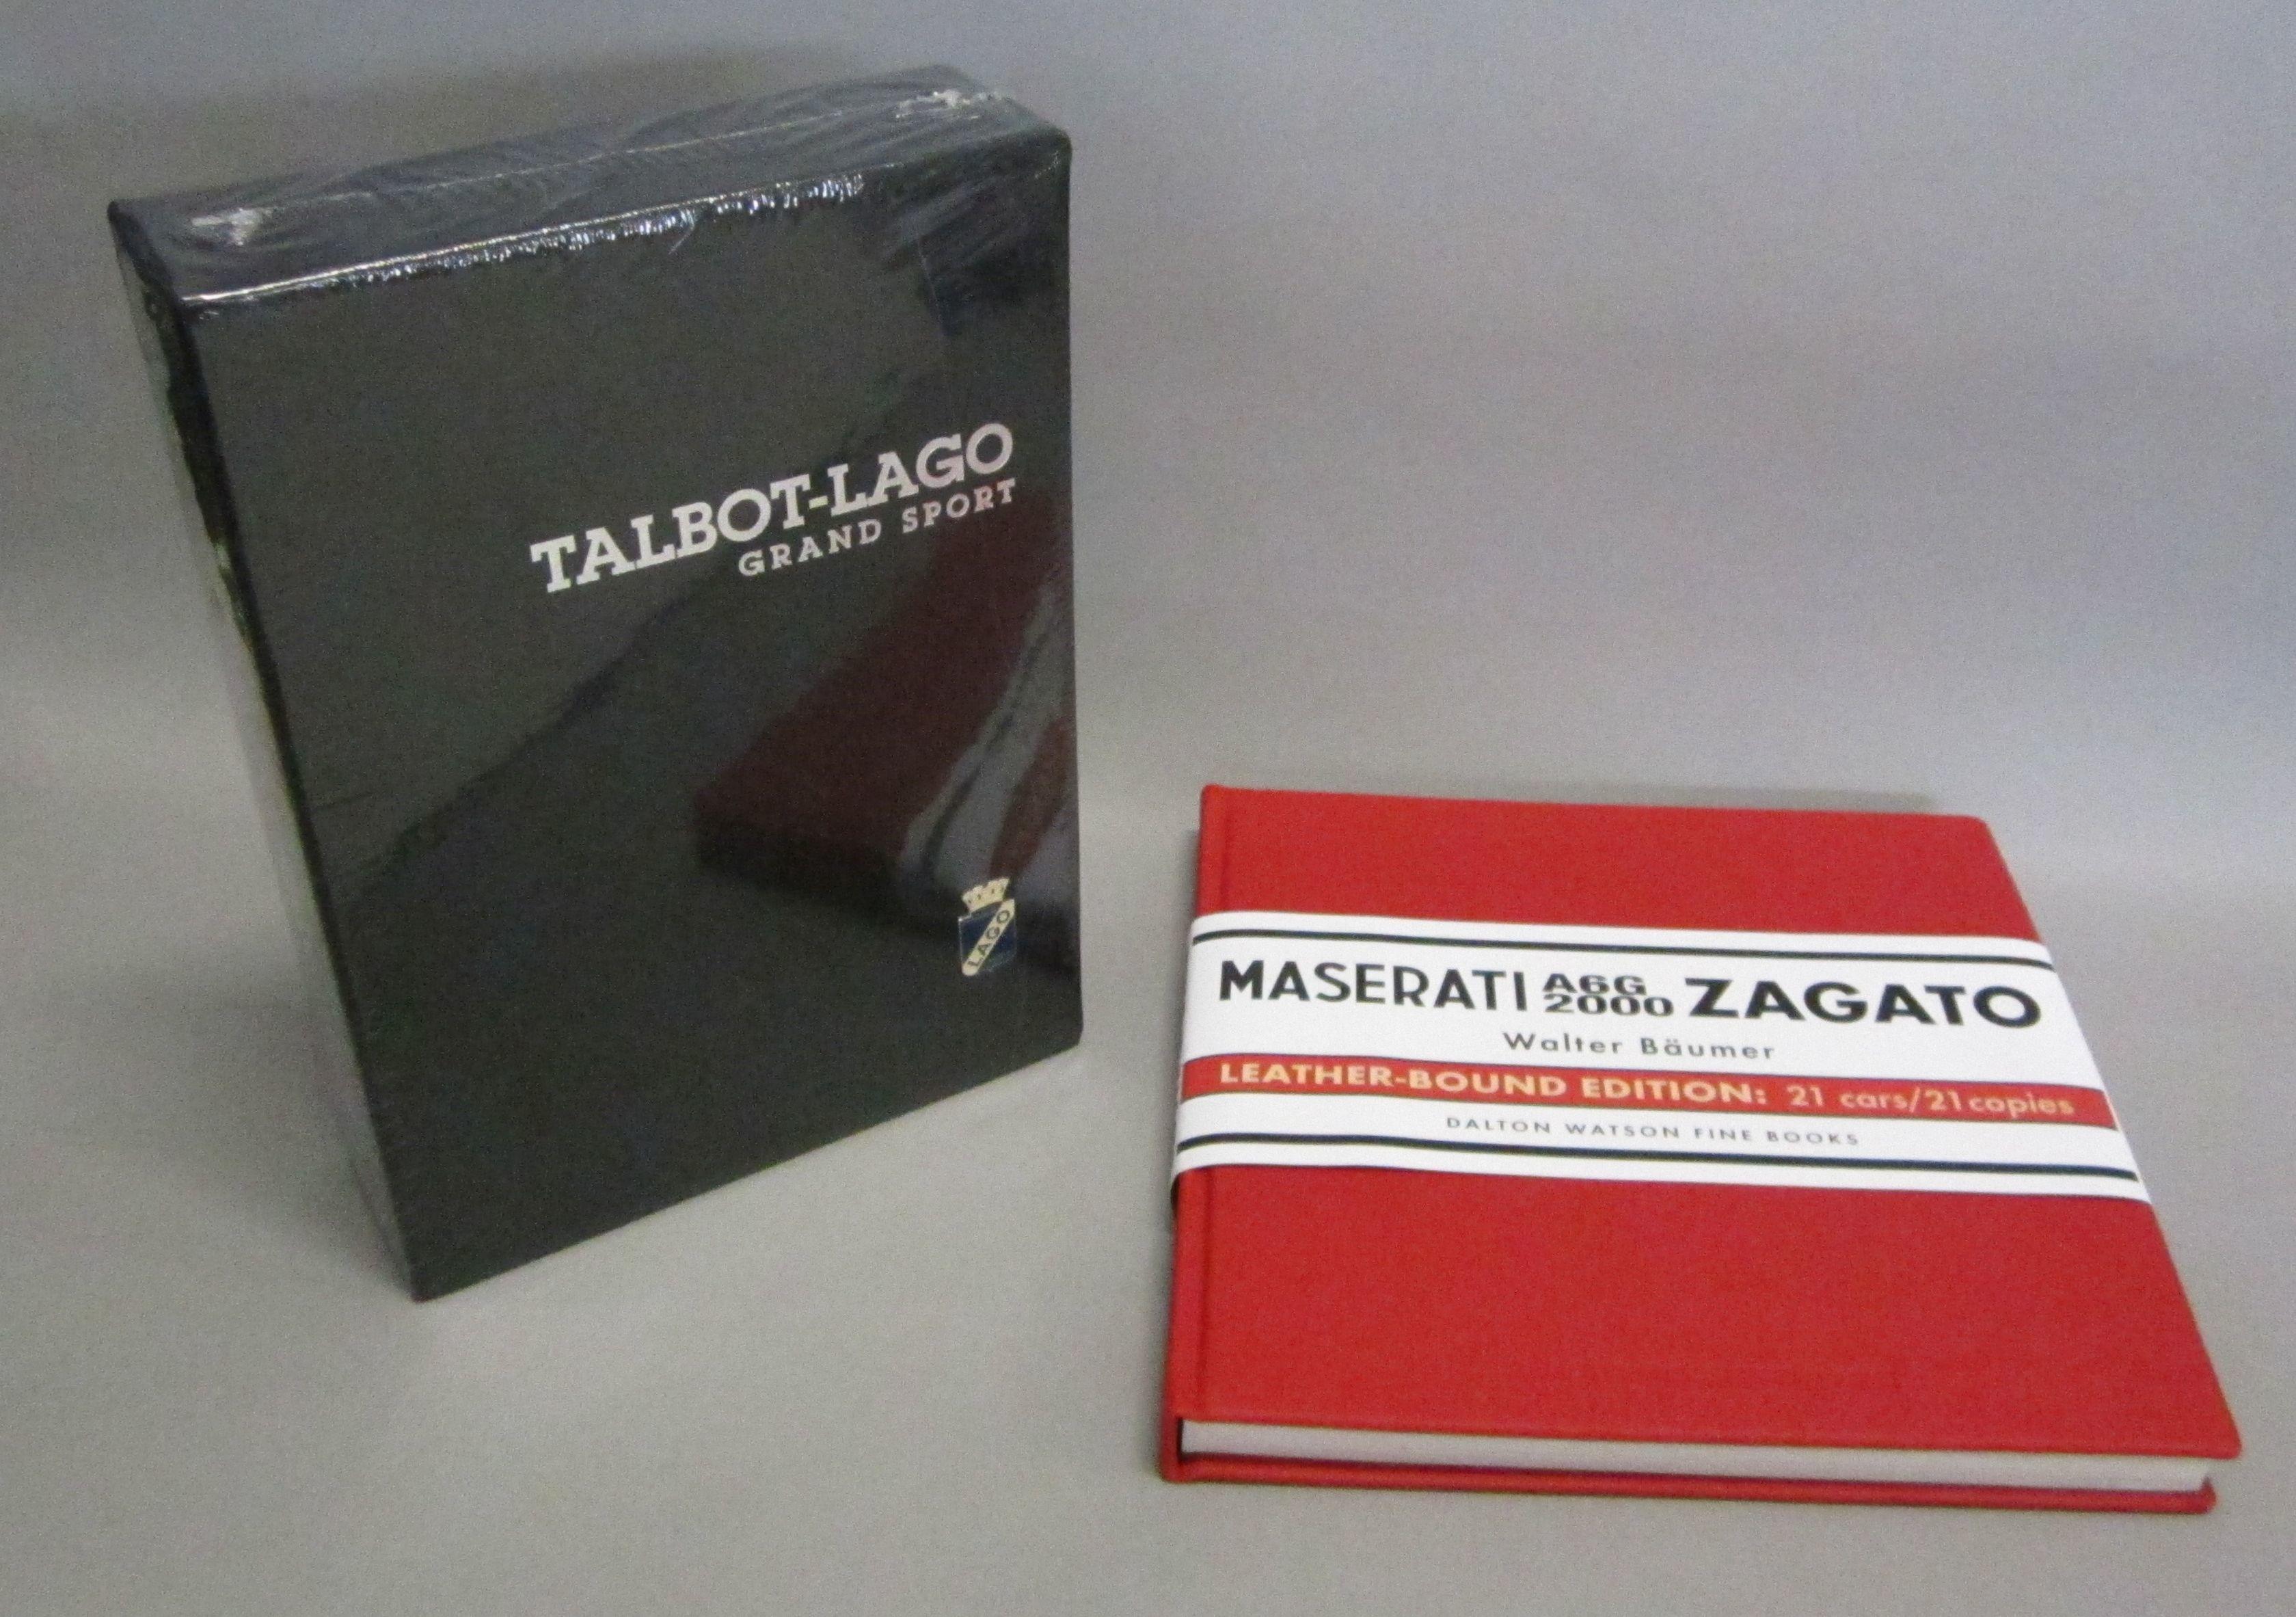 TALBOT-LAGO
GRAND SPORT
LAGO
MASERATI A6G 2000 ZAGATO
Walter Bäumer
LEATHER-BOUND EDITION: 21 cars/21 copies
DALTON WATSON FINE BOOKS